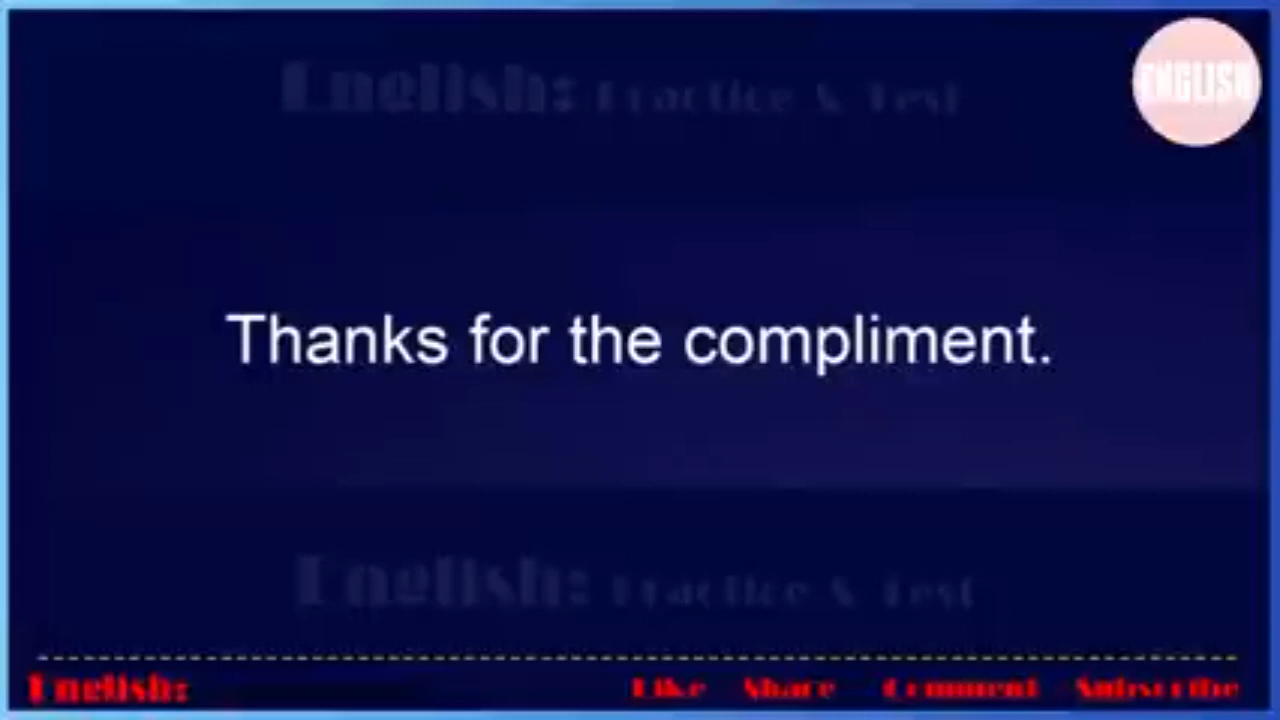 ENGLISH
English: Practice & Test
Thanks for the compliment.
English: Practice & Test
English:
Like Share Comment Subscribe